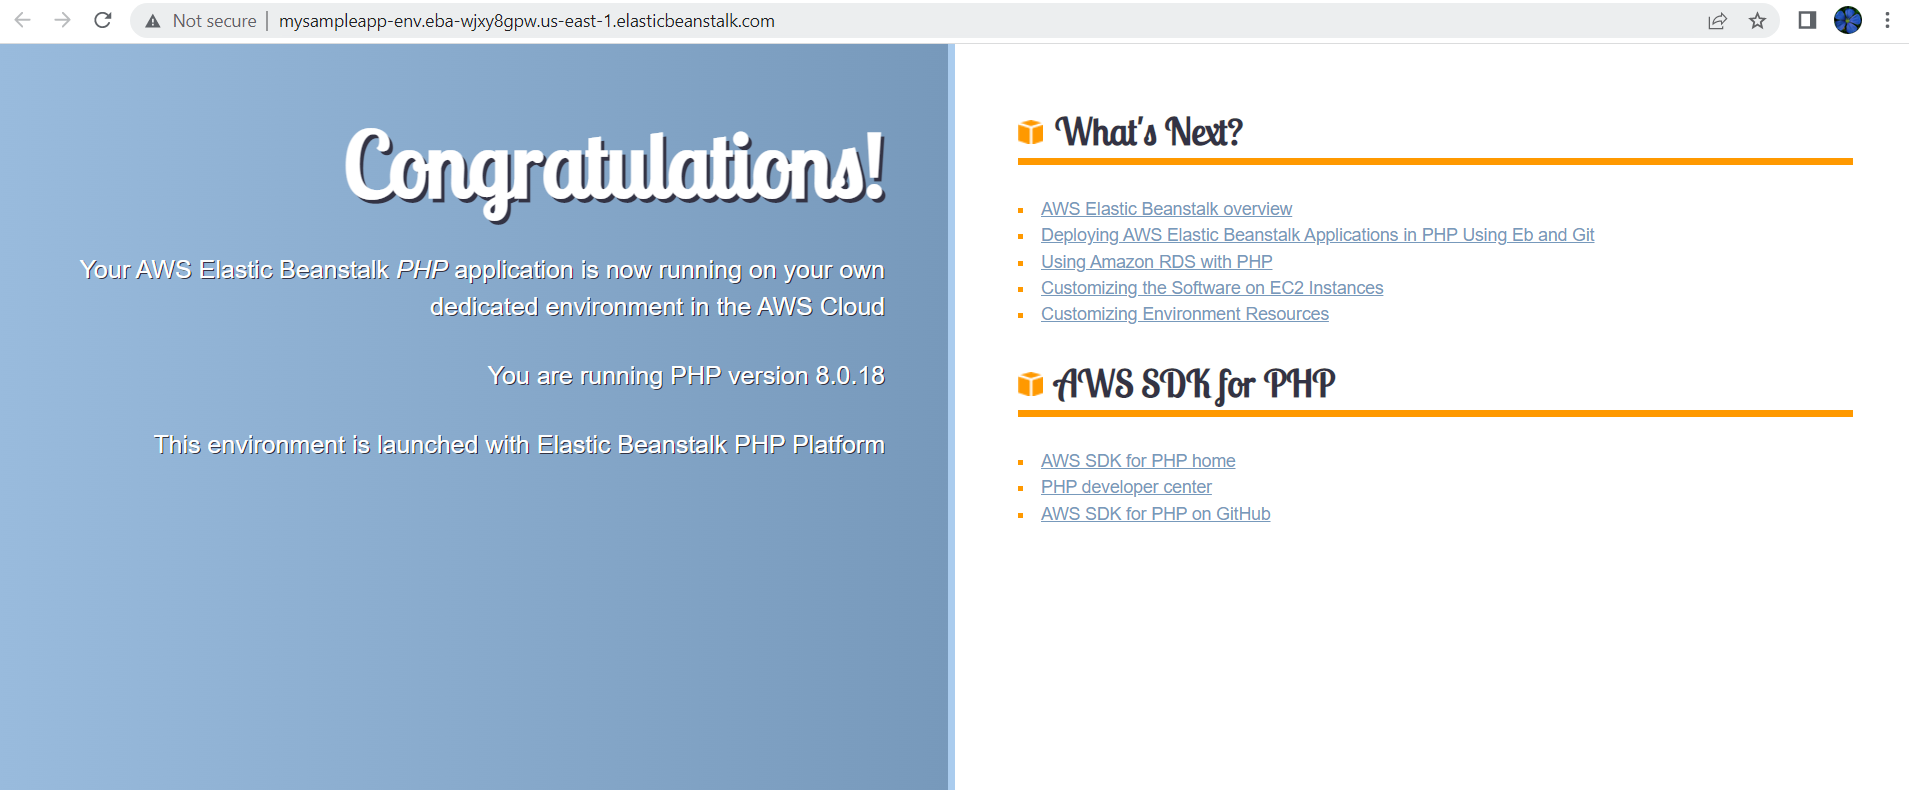 Not secure | mysampleapp-env.eba-wjxy8gpw.us-east-1.elasticbeanstalk.com
Congratulations!
Your AWS Elastic Beanstalk PHP application is now running on your own
dedicated environment in the AWS Cloud
You are running PHP version 8.0.18
This environment is launched with Elastic Beanstalk PHP Platform
What's Next?
AWS Elastic Beanstalk overview
Deploying AWS Elastic Beanstalk Applications in PHP Using Eb and Git
Using Amazon RDS with PHP
Customizing the Software on EC2 Instances
Customizing Environment Resources
AWS SDK for PHP
AWS SDK for PHP home
PHP developer center
AWS SDK for PHP on GitHub